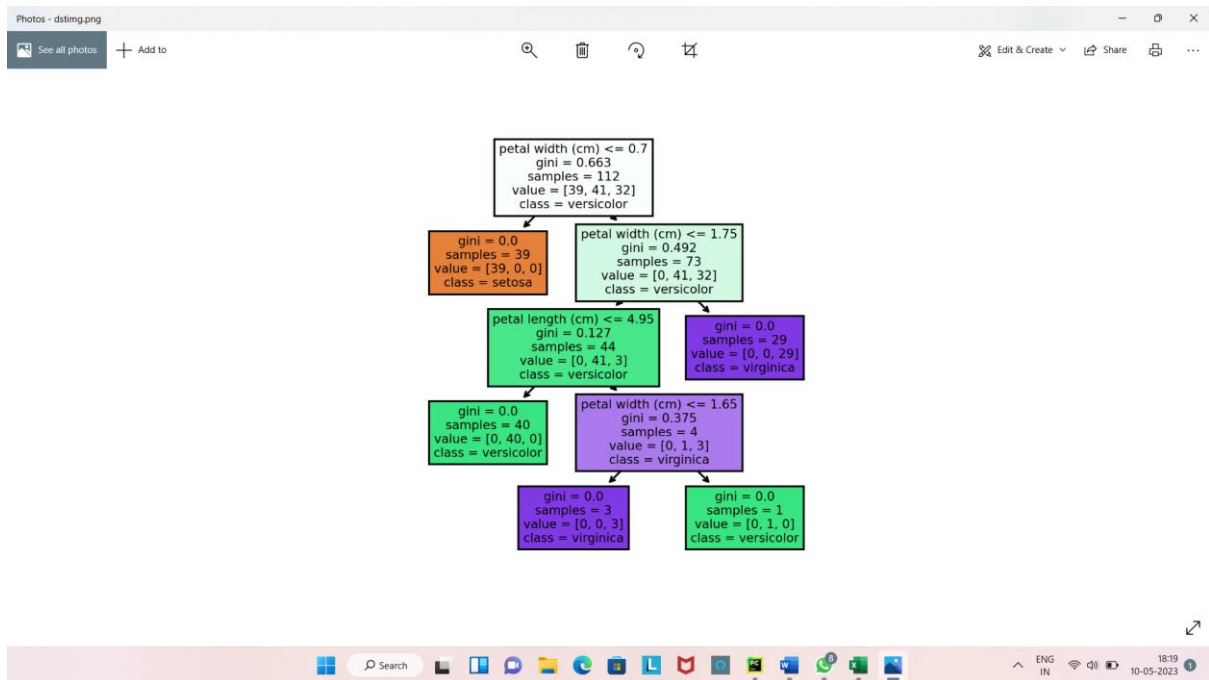 Photos - dstimg.png
See all photos
Add to
Edit & Create
Share
petal width (cm) <= 0.7
gini = 0.663
samples = 112
value = [39, 41, 32]
class = versicolor
gini = 0.0
samples = 39
value = [39, 0, 0]
class = setosa
petal width (cm) <= 1.75
gini = 0.492
samples = 73
value = [0, 41, 32]
class = versicolor
petal length (cm) <= 4.95
gini = 0.127
samples = 44
value = [0, 41, 3]
class = versicolor
gini = 0.0
samples = 29
value = [0, 0, 29]
class = virginica
gini = 0.0
samples = 40
value = [0, 40, 0]
class = versicolor
petal width (cm) <= 1.65
gini = 0.375
samples = 4
value = [0, 1, 3]
class = virginica
gini = 0.0
samples = 3
value = [0, 0, 3]
class = virginica
gini = 0.0
samples = 1
value = [0, 1, 0]
class = versicolor
Search
L
PC
W
8
X
ENG
IN
18:19
10-05-2023
1